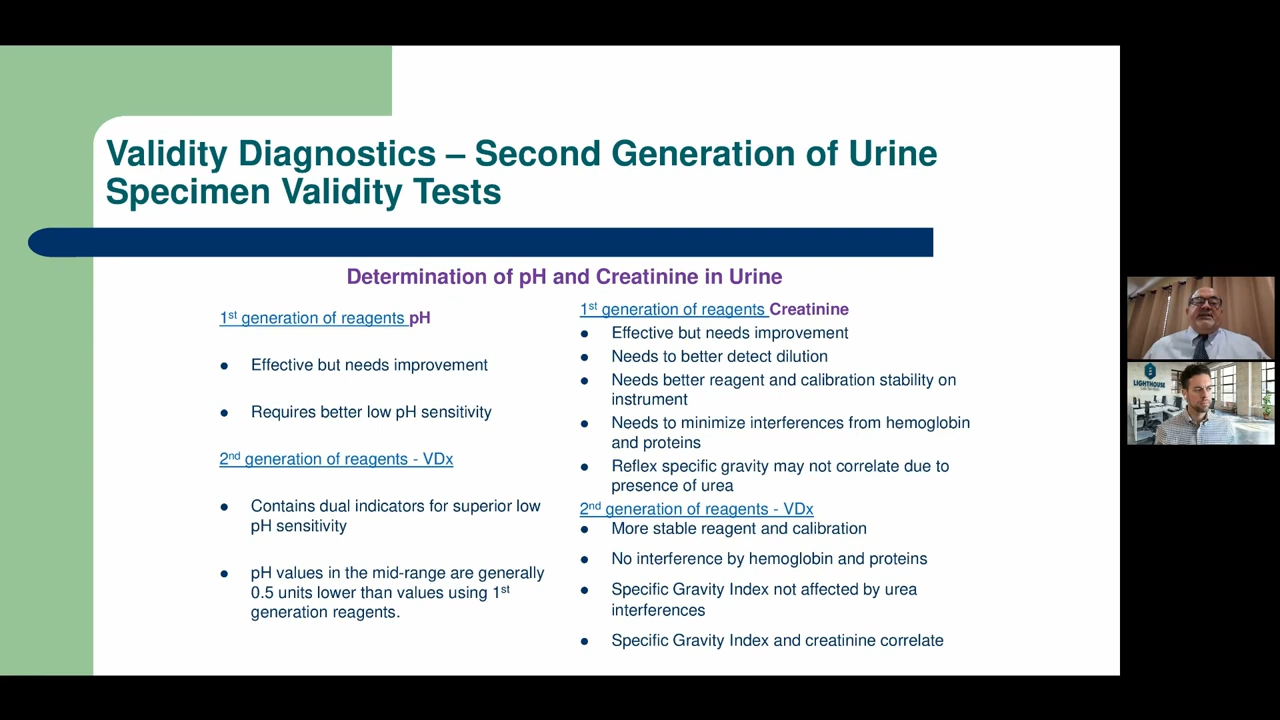 Validity Diagnostics – Second Generation of Urine
Specimen Validity Tests
Determination of pH and Creatinine in Urine
1st generation of reagents pH
● Effective but needs improvement
● Requires better low pH sensitivity
2nd generation of reagents - VDx
● Contains dual indicators for superior low
pH sensitivity
● pH values in the mid-range are generally
0.5 units lower than values using 1st
generation reagents.
1st generation of reagents Creatinine
● Effective but needs improvement
● Needs to better detect dilution
● Needs better reagent and calibration stability on
instrument
● Needs to minimize interferences from hemoglobin
and proteins
● Reflex specific gravity may not correlate due to
presence of urea
2nd generation of reagents - VDx
● More stable reagent and calibration
● No interference by hemoglobin and proteins
● Specific Gravity Index not affected by urea
interferences
● Specific Gravity Index and creatinine correlate
LIGHTHOUSE